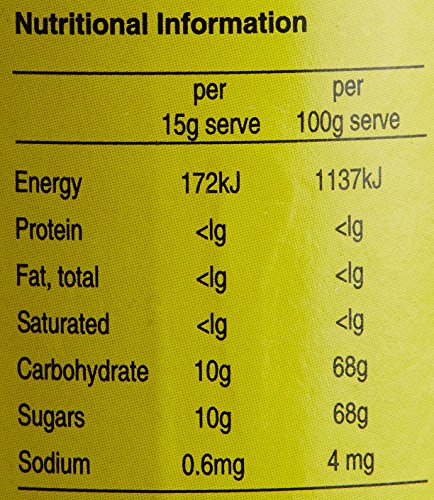 Nutritional Information
per per
15g serve 100g serve
Energy 172kJ 1137kJ
Protein <lg <lg
Fat, total <lg <lg
Saturated <lg <lg
Carbohydrate 10g 68g
Sugars 10g 68g
Sodium 0.6mg 4 mg